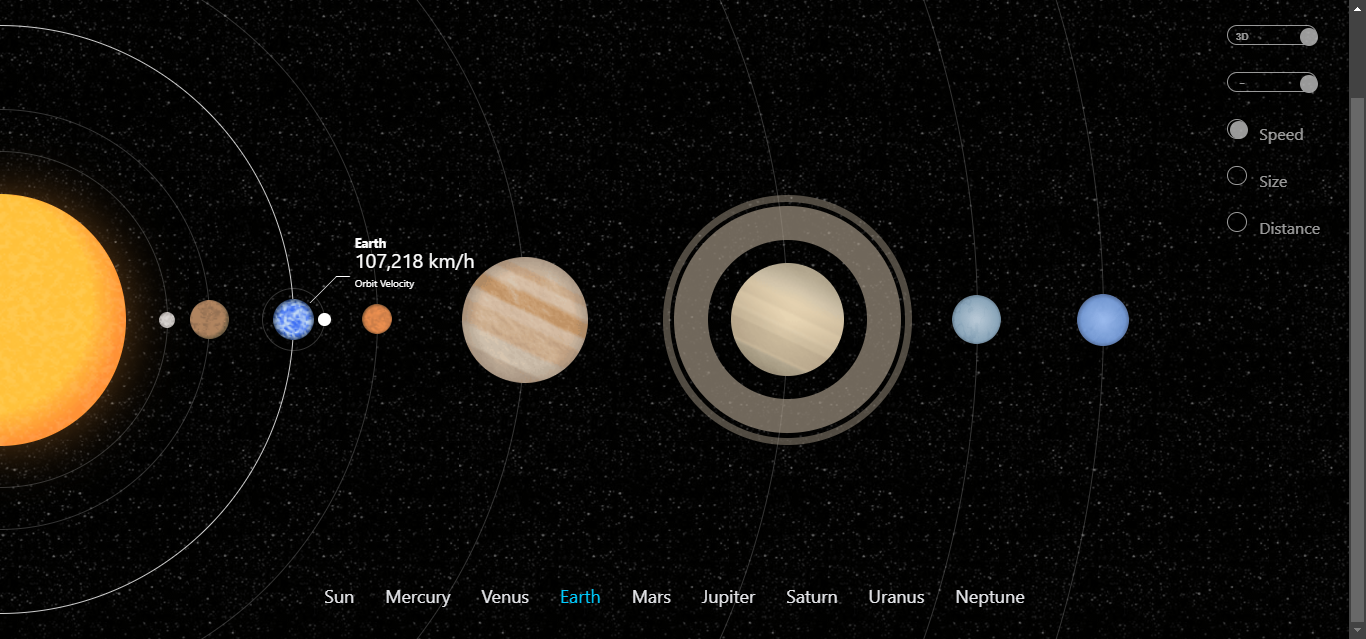 3D
–
Speed
Size
Distance
Earth
107,218 km/h
Orbit Velocity
Sun Mercury Venus Earth Mars Jupiter Saturn Uranus Neptune